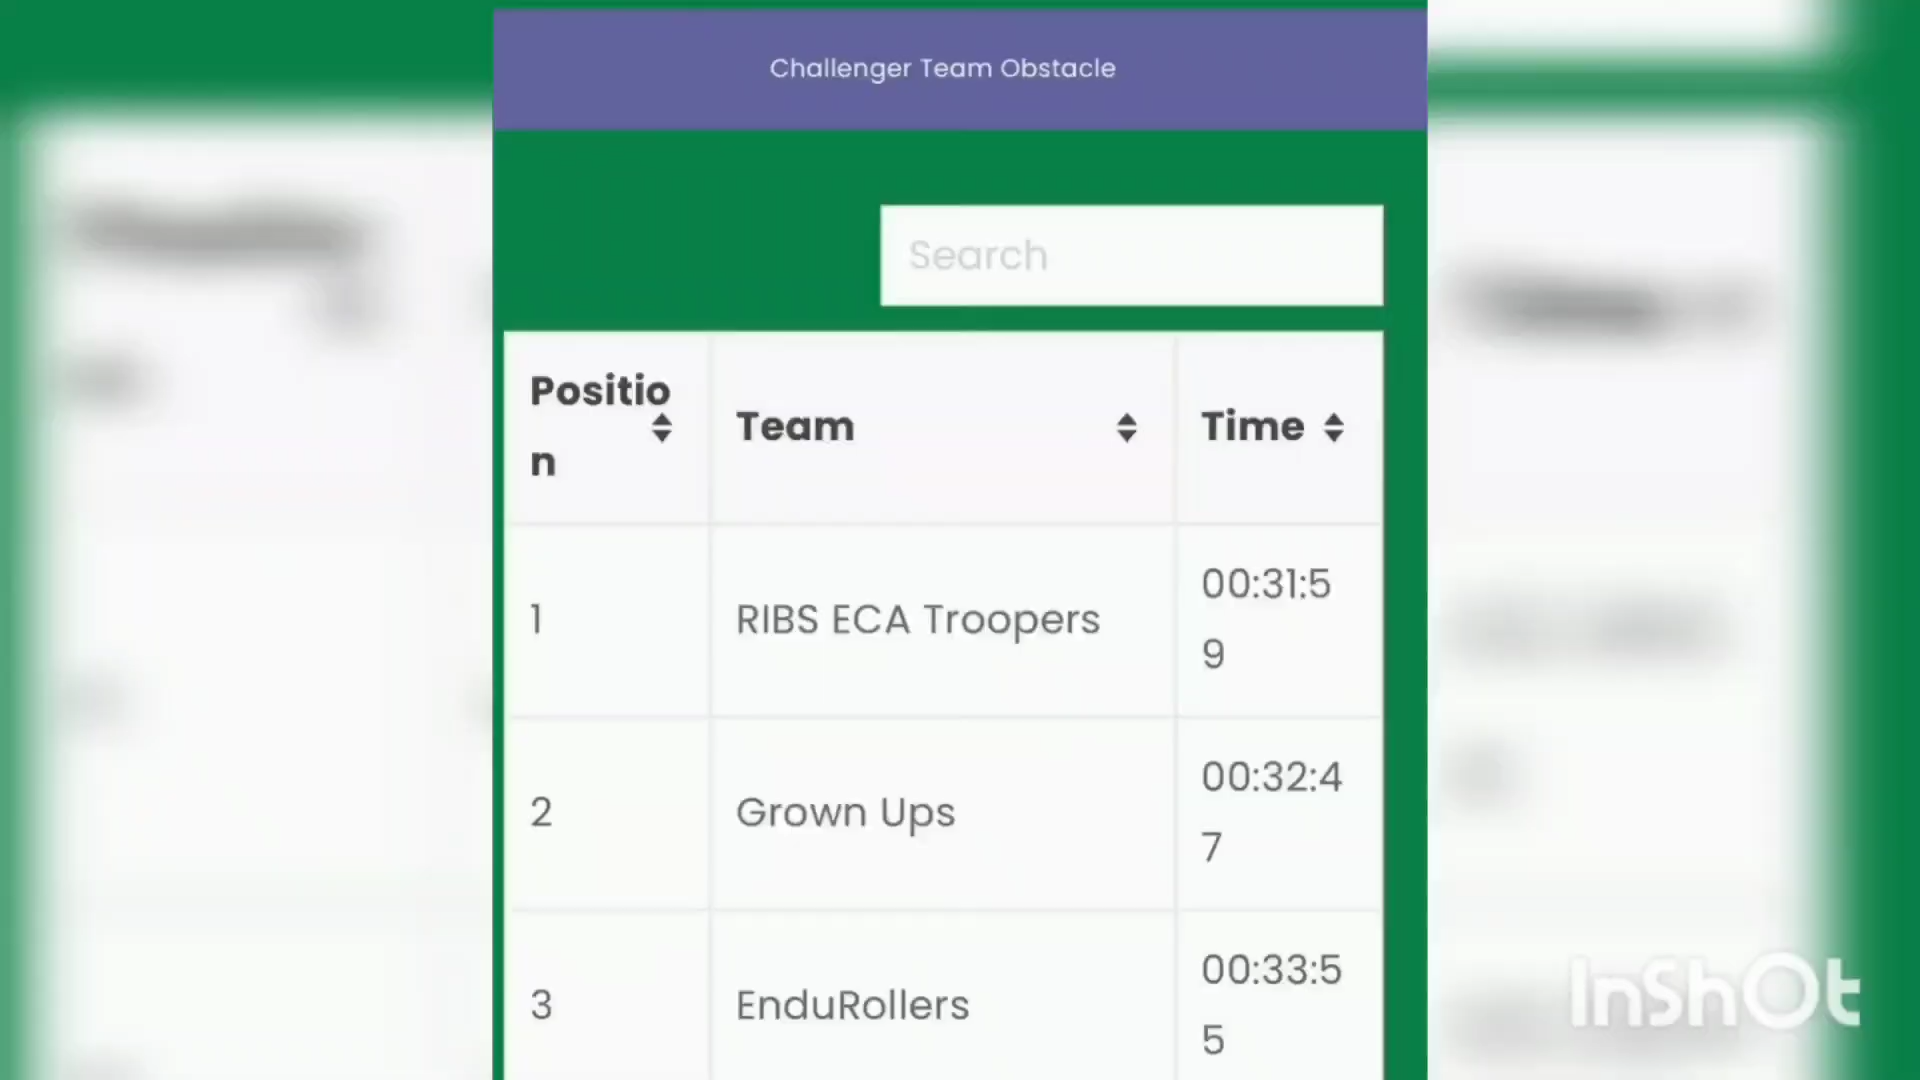 Challenger Team Obstacle
Search
Positio
n
Team
Time
1
RIBS ECA Troopers
00:31:5
9
2
Grown Ups
00:32:4
7
3
EnduRollers
00:33:5
5
InShOt